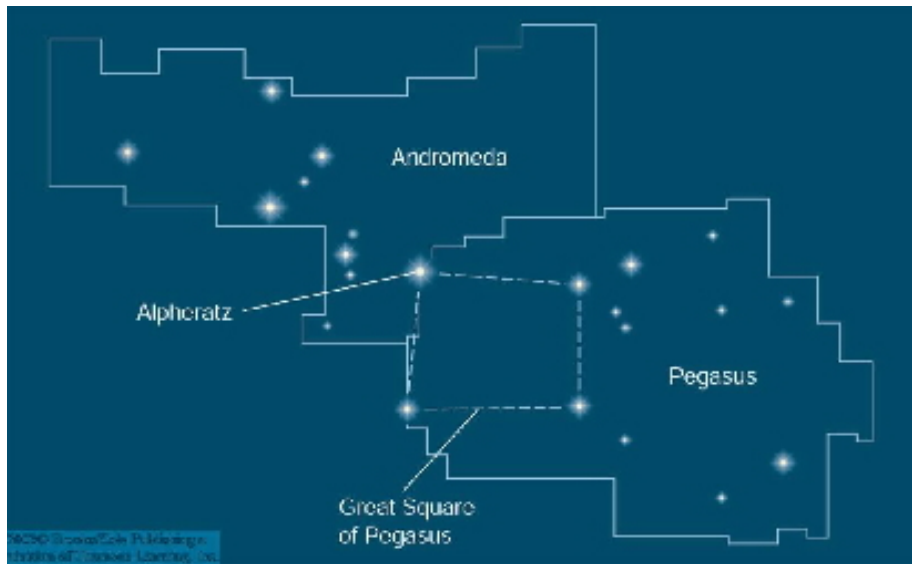 Andromeda
Alpheratz
Pegasus
Great Square
of Pegasus